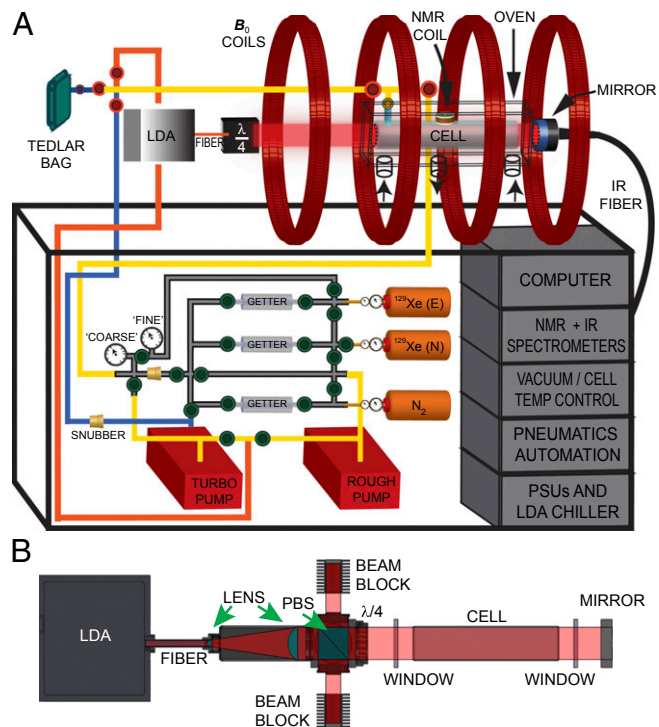 A
B0
COILS
NMR
COIL
OVEN
MIRROR
TEDLAR
BAG
LDA
FIBER
λ
4
CELL
IR
FIBER
'FINE'
'COARSE'
GETTER
129Xe (E)
GETTER
129Xe (N)
GETTER
N2
SNUBBER
TURBO
PUMP
ROUGH
PUMP
COMPUTER
NMR + IR
SPECTROMETERS
VACUUM / CELL
TEMP CONTROL
PNEUMATICS
AUTOMATION
PSUs AND
LDA CHILLER
B
BEAM
BLOCK
LENS
PBS
λ/4
CELL
MIRROR
LDA
FIBER
WINDOW
WINDOW
BEAM
BLOCK